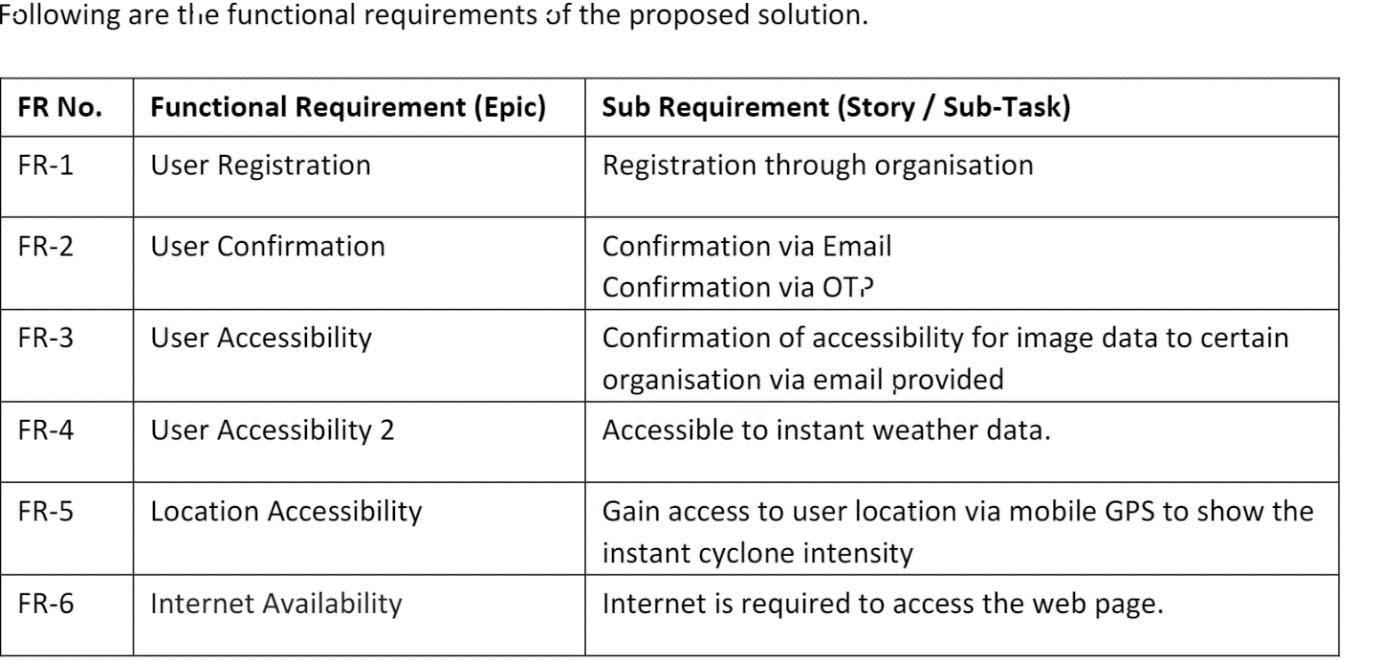 Following are the functional requirements of the proposed solution.
FR No. Functional Requirement (Epic) Sub Requirement (Story / Sub-Task)
FR-1 User Registration Registration through organisation
FR-2 User Confirmation Confirmation via Email
Confirmation via OTP
FR-3 User Accessibility Confirmation of accessibility for image data to certain
organisation via email provided
FR-4 User Accessibility 2 Accessible to instant weather data.
FR-5 Location Accessibility Gain access to user location via mobile GPS to show the
instant cyclone intensity
FR-6 Internet Availability Internet is required to access the web page.